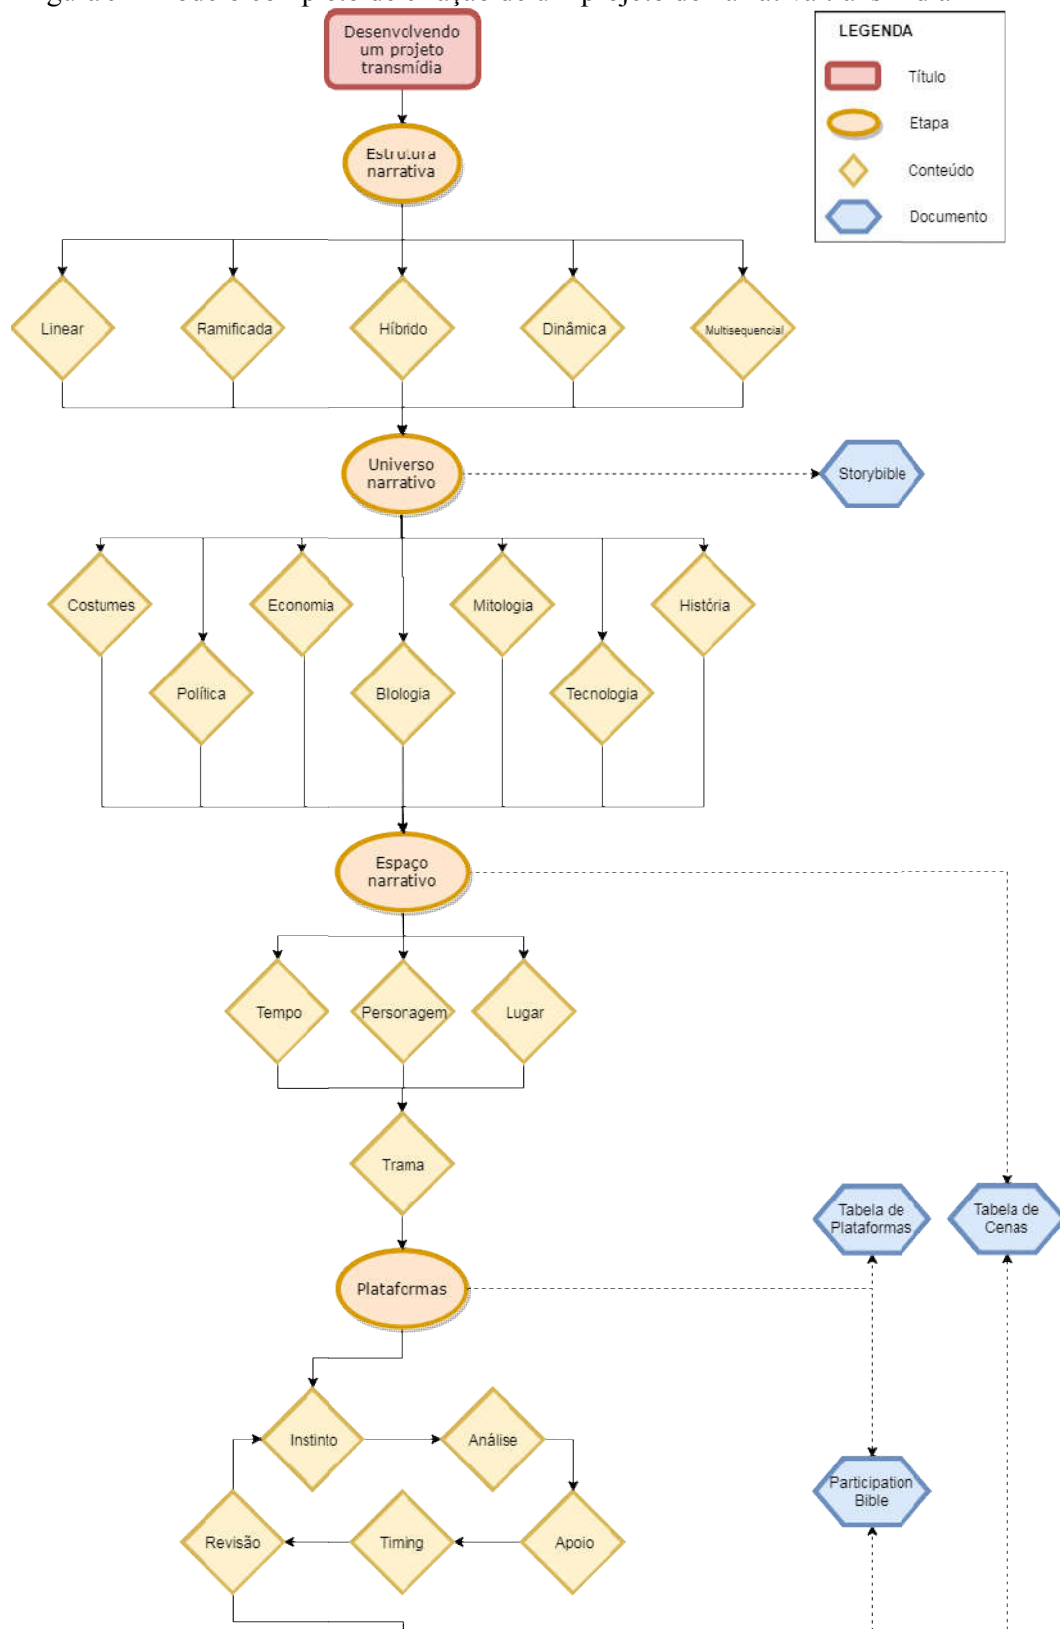 Desenvolvendo
um projeto
transmídia
LEGENDA
Título
Etapa
Conteúdo
Documento
Estrutura
narrativa
Linear
Ramificada
Híbrido
Dinâmica
Multisequencial
Universo
narrativo
Storybible
Costumes
Economia
Mitologia
História
Política
BIologia
Tecnologia
Espaço
narrativo
Tempo
Personagem
Lugar
Trama
Tabela de
Plataformas
Tabela de
Cenas
Plataformas
Instinto
Análise
Participation
Bible
Revisão
Timing
Apoio